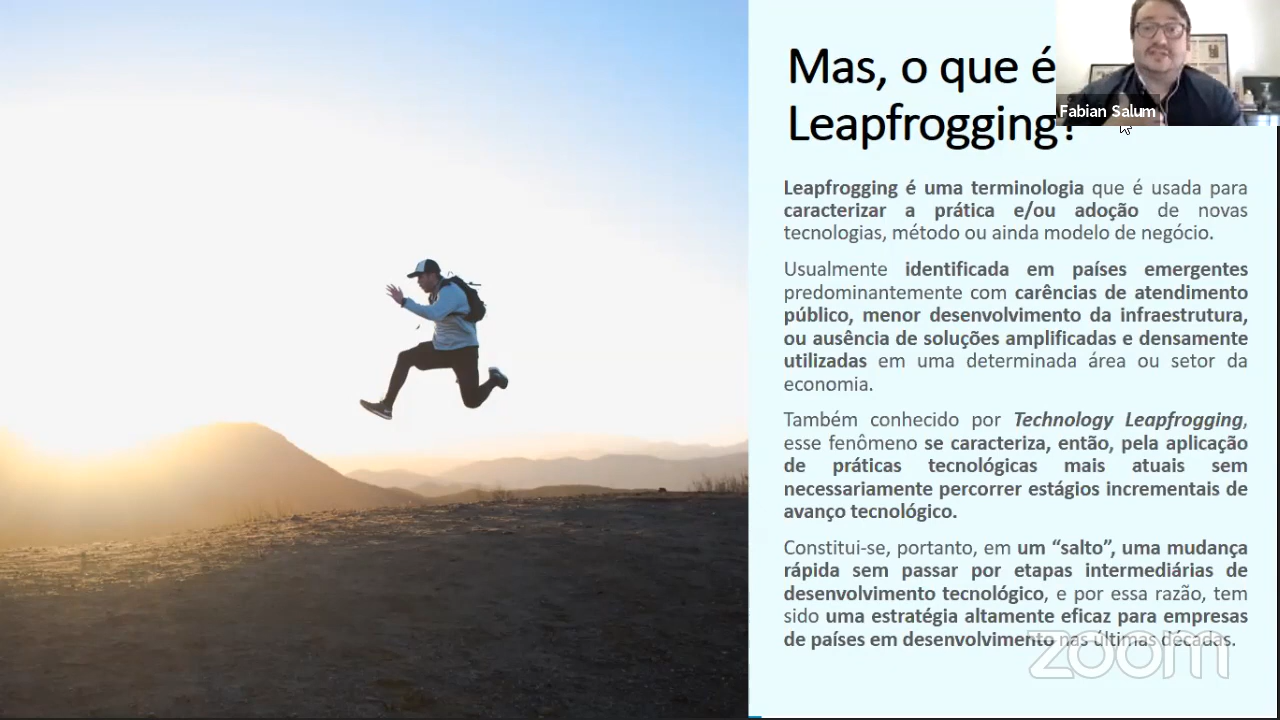 Mas, o que é
Leapfrogging?
Fabian Salum
Leapfrogging é uma terminologia que é usada para
caracterizar a prática e/ou adoção de novas
tecnologias, método ou ainda modelo de negócio.
Usualmente identificada em países emergentes
predominantemente com carências de atendimento
público, menor desenvolvimento da infraestrutura,
ou ausência de soluções amplificadas e densamente
utilizadas em uma determinada área ou setor da
economia.
Também conhecido por Technology Leapfrogging,
esse fenômeno se caracteriza, então, pela aplicação
de práticas tecnológicas mais atuais sem
necessariamente percorrer estágios incrementais de
avanço tecnológico.
Constitui-se, portanto, em um “salto”, uma mudança
rápida sem passar por etapas intermediárias de
desenvolvimento tecnológico, e por essa razão, tem
sido uma estratégia altamente eficaz para empresas
de países em desenvolvimento nas últimas décadas.
zoom